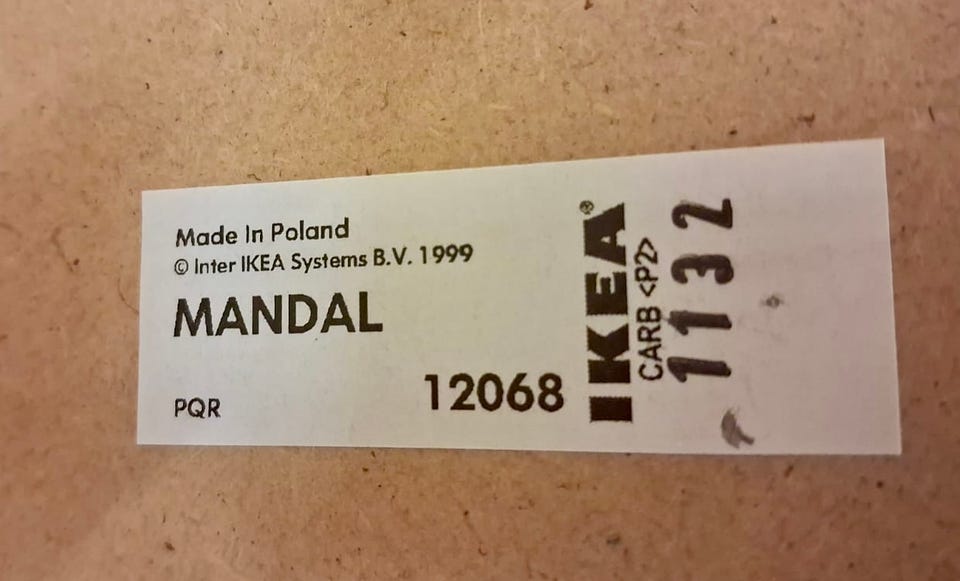 Made In Poland
© Inter IKEA Systems B.V. 1999
MANDAL
PQR
12068
IKEA®
CARB <P2>
1132